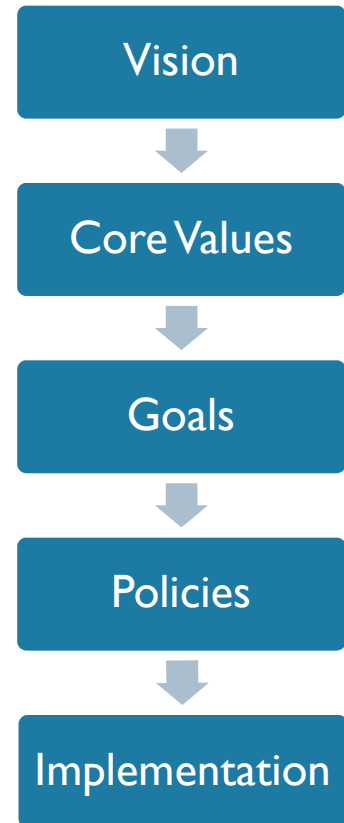 Vision
Core Values
Goals
Policies
Implementation